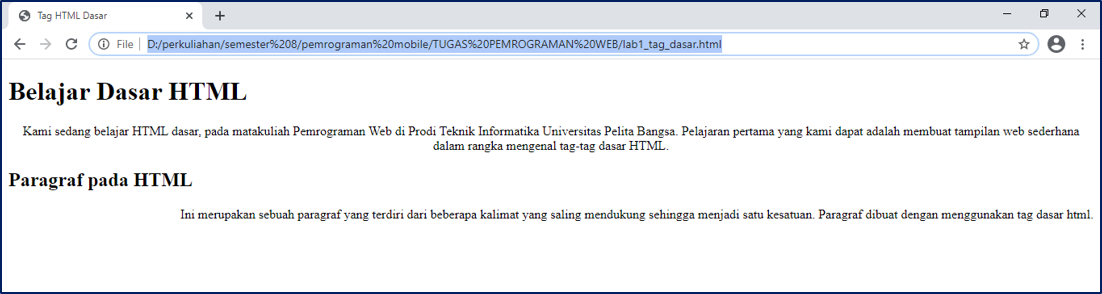 Tag HTML Dasar
File D:/perkuliahan/semester%208/pemrograman%20mobile/TUGAS%20PEMROGRAMAN%20WEB/lab1_tag_dasar.html
Belajar Dasar HTML
Kami sedang belajar HTML dasar, pada matakuliah Pemrograman Web di Prodi Teknik Informatika Universitas Pelita Bangsa. Pelajaran pertama yang kami dapat adalah membuat tampilan web sederhana
dalam rangka mengenal tag-tag dasar HTML.
Paragraf pada HTML
Ini merupakan sebuah paragraf yang terdiri dari beberapa kalimat yang saling mendukung sehingga menjadi satu kesatuan. Paragraf dibuat dengan menggunakan tag dasar html.